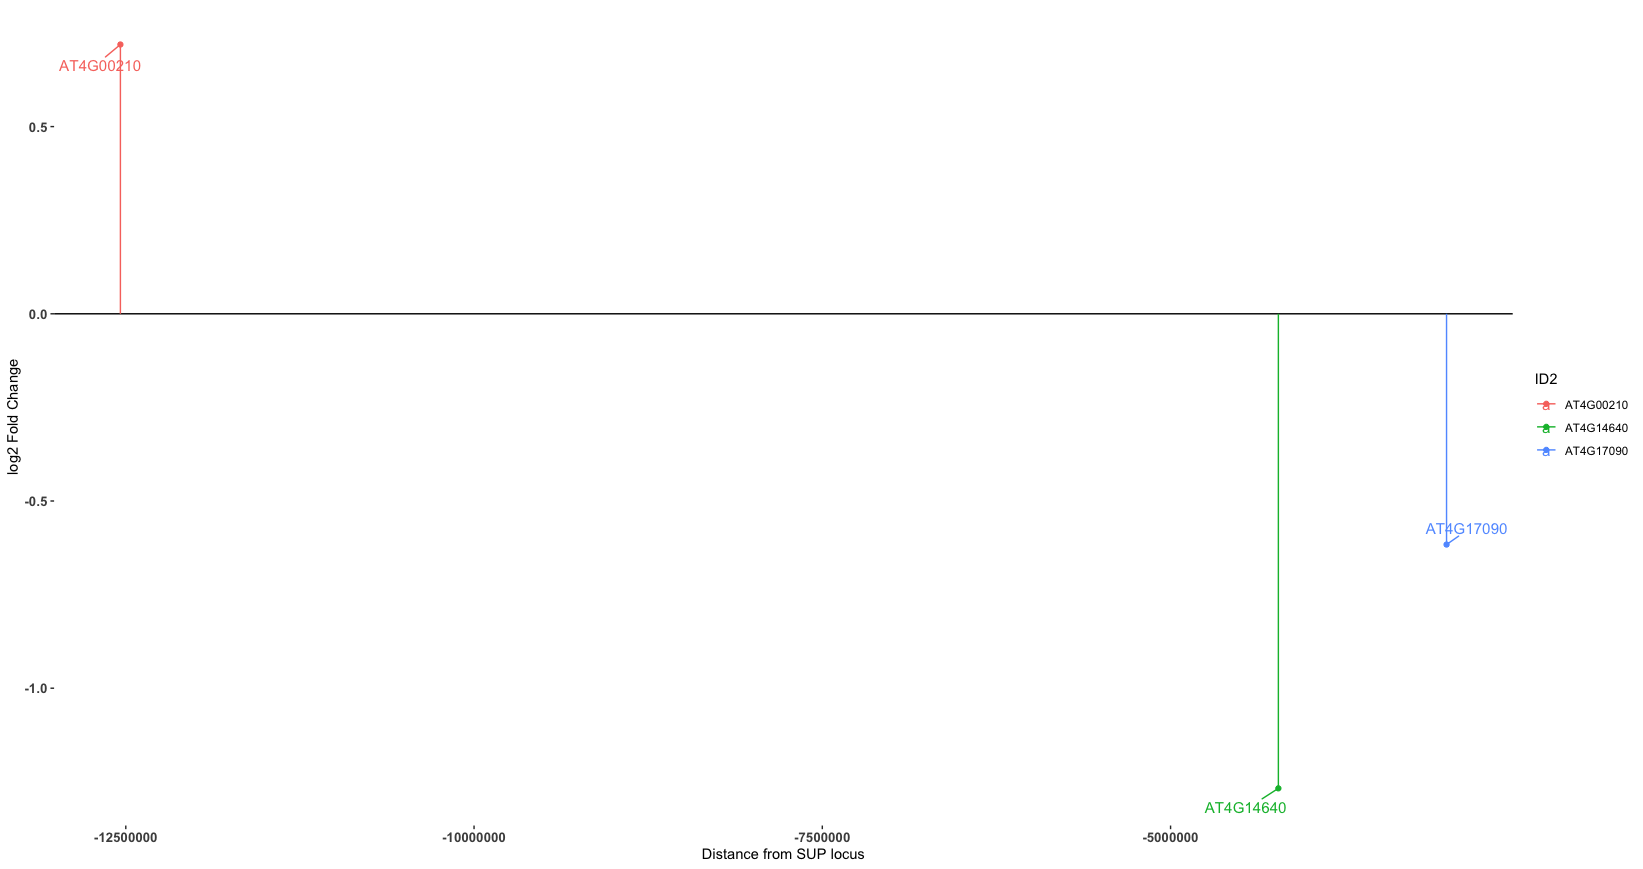 AT4G00210
0.5
0.0
-0.5
-1.0
log2 Fold Change
AT4G17090
AT4G14640
-12500000
-10000000
-7500000
-5000000
Distance from SUP locus
ID2
a AT4G00210
a AT4G14640
a AT4G17090